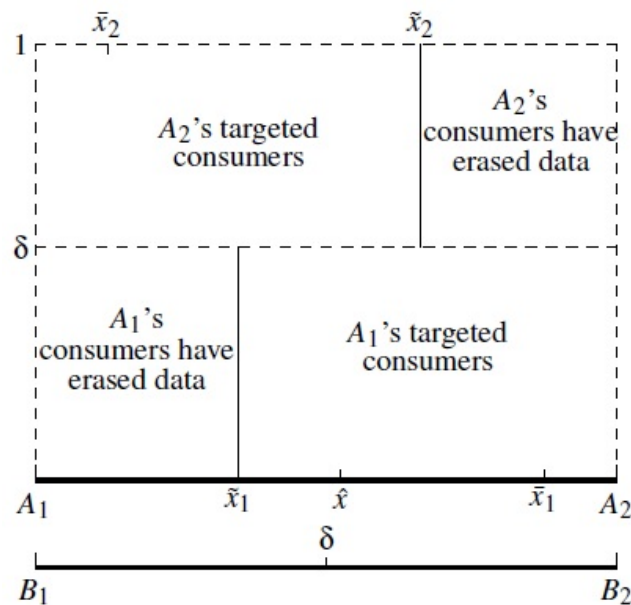 1
x̄₂
x̃₂
A₂'s targeted
consumers
A₂'s
consumers have
erased data
δ
A₁'s
consumers have
erased data
A₁'s targeted
consumers
A₁
x̃₁
x̂
x̄₁
A₂
δ
B₁
B₂